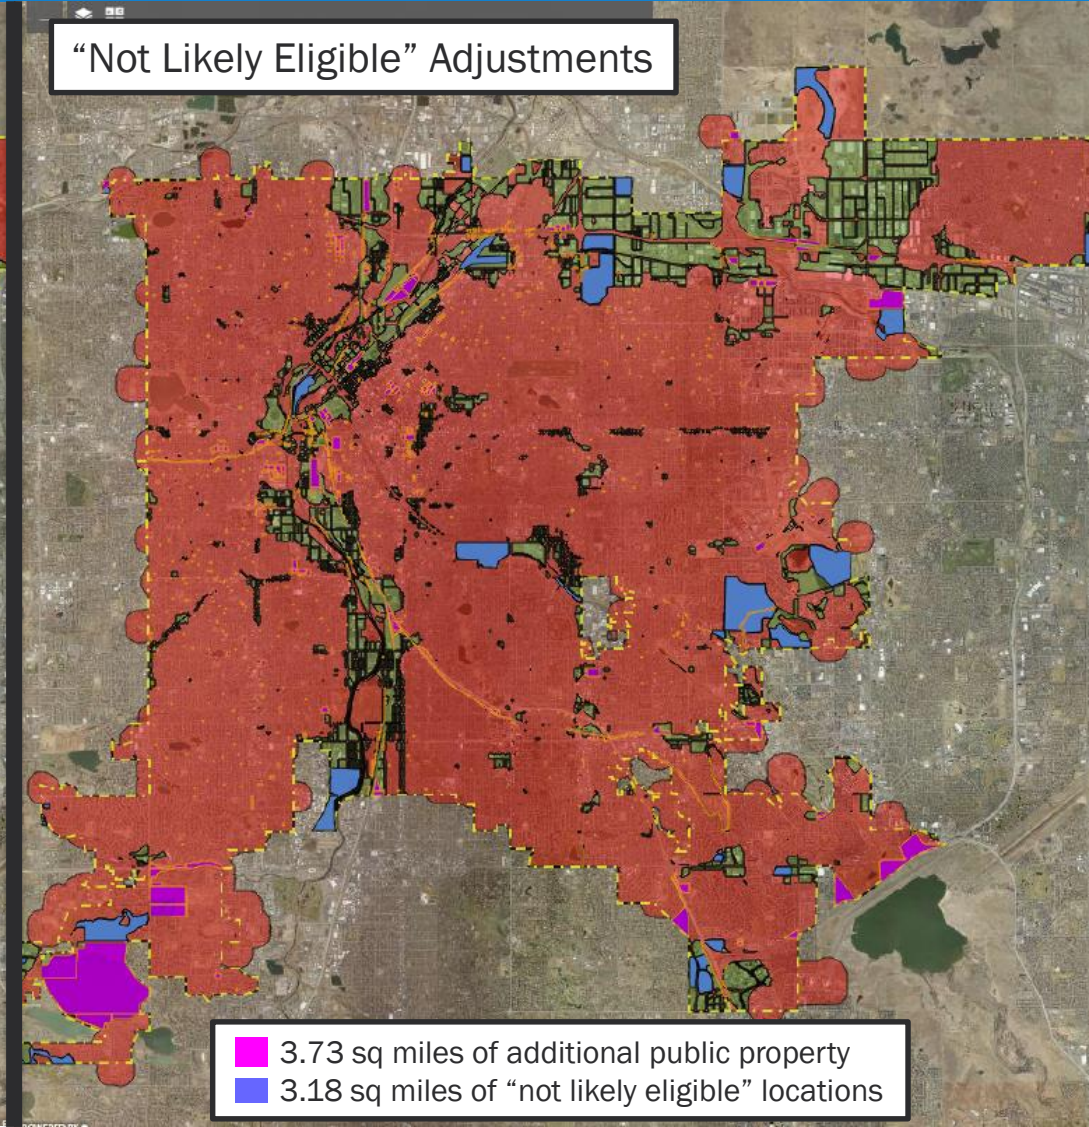 “Not Likely Eligible” Adjustments
3.73 sq miles of additional public property
3.18 sq miles of “not likely eligible” locations